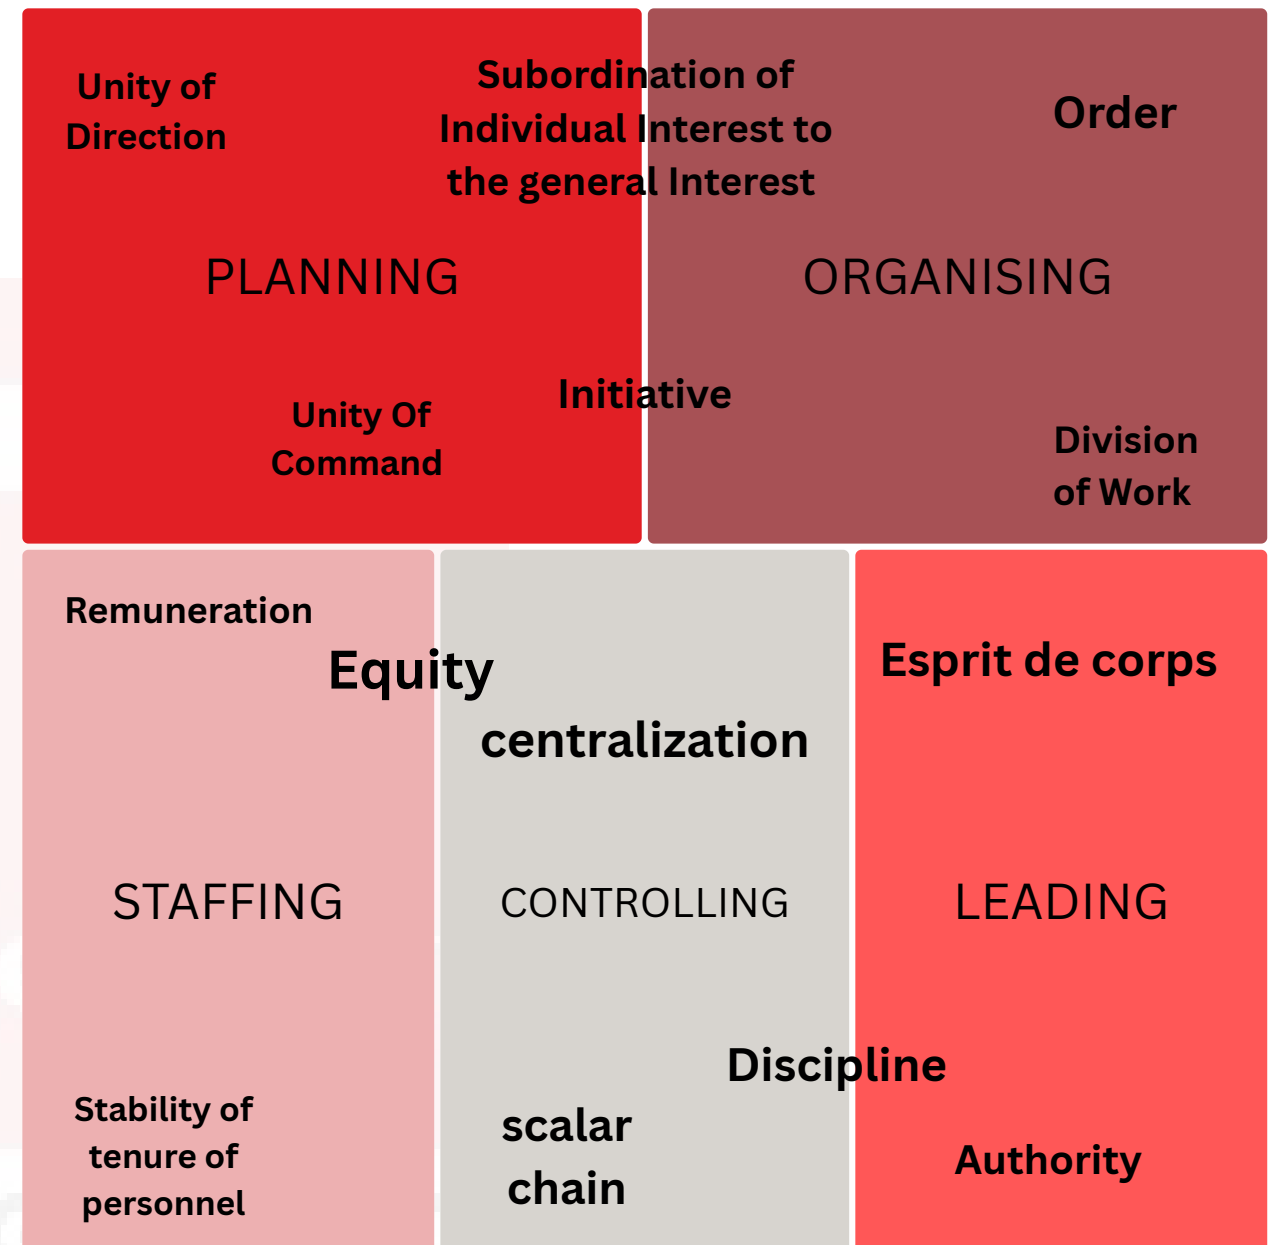 Unity of
Direction
Subordination of
Individual Interest to
the general Interest
Order
PLANNING
ORGANISING
Initiative
Unity Of
Command
Division
of Work
Remuneration
Equity
centralization
Esprit de corps
STAFFING
CONTROLLING
LEADING
Discipline
Stability of
tenure of
personnel
scalar
chain
Authority